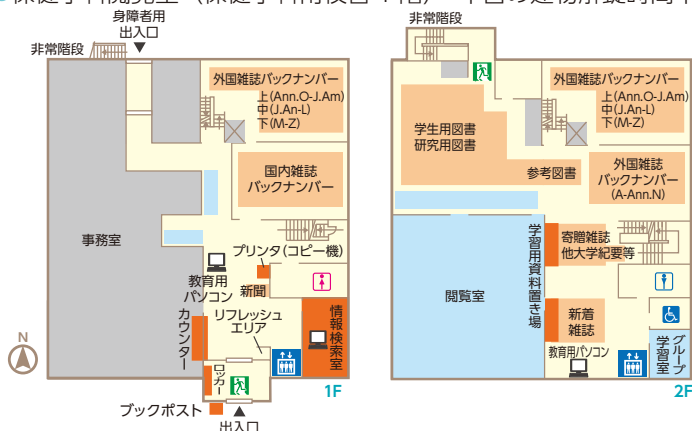 身障者用
出入口
非常階段
外国雑誌バックナンバー
上(Ann.O-J.Am)
中(J.An-L)
下(M-Z)
国内雑誌
バックナンバー
事務室
プリンタ(コピー機)
教育用
パソコン
新聞
カウンター
リフレッシュ
エリア
情報検索室
ロッカー
ブックポスト
出入口
N
1F
非常階段
外国雑誌バックナンバー
上(Ann.O-J.Am)
中(J.An-L)
下(M-Z)
学生用図書
研究用図書
参考図書
外国雑誌
バックナンバー
(A-Ann.N)
学習用資料置き場
寄贈雑誌
他大学紀要等
閲覧室
新着
雑誌
教育用パソコン
グループ
学習室
2F